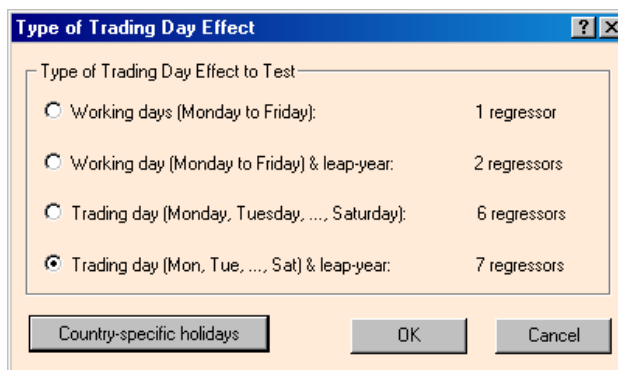 Type of Trading Day Effect
Type of Trading Day Effect to Test
Working days (Monday to Friday): 1 regressor
Working day (Monday to Friday) & leap-year: 2 regressors
Trading day (Monday, Tuesday, ..., Saturday): 6 regressors
Trading day (Mon, Tue, ..., Sat) & leap-year: 7 regressors
Country-specific holidays OK Cancel